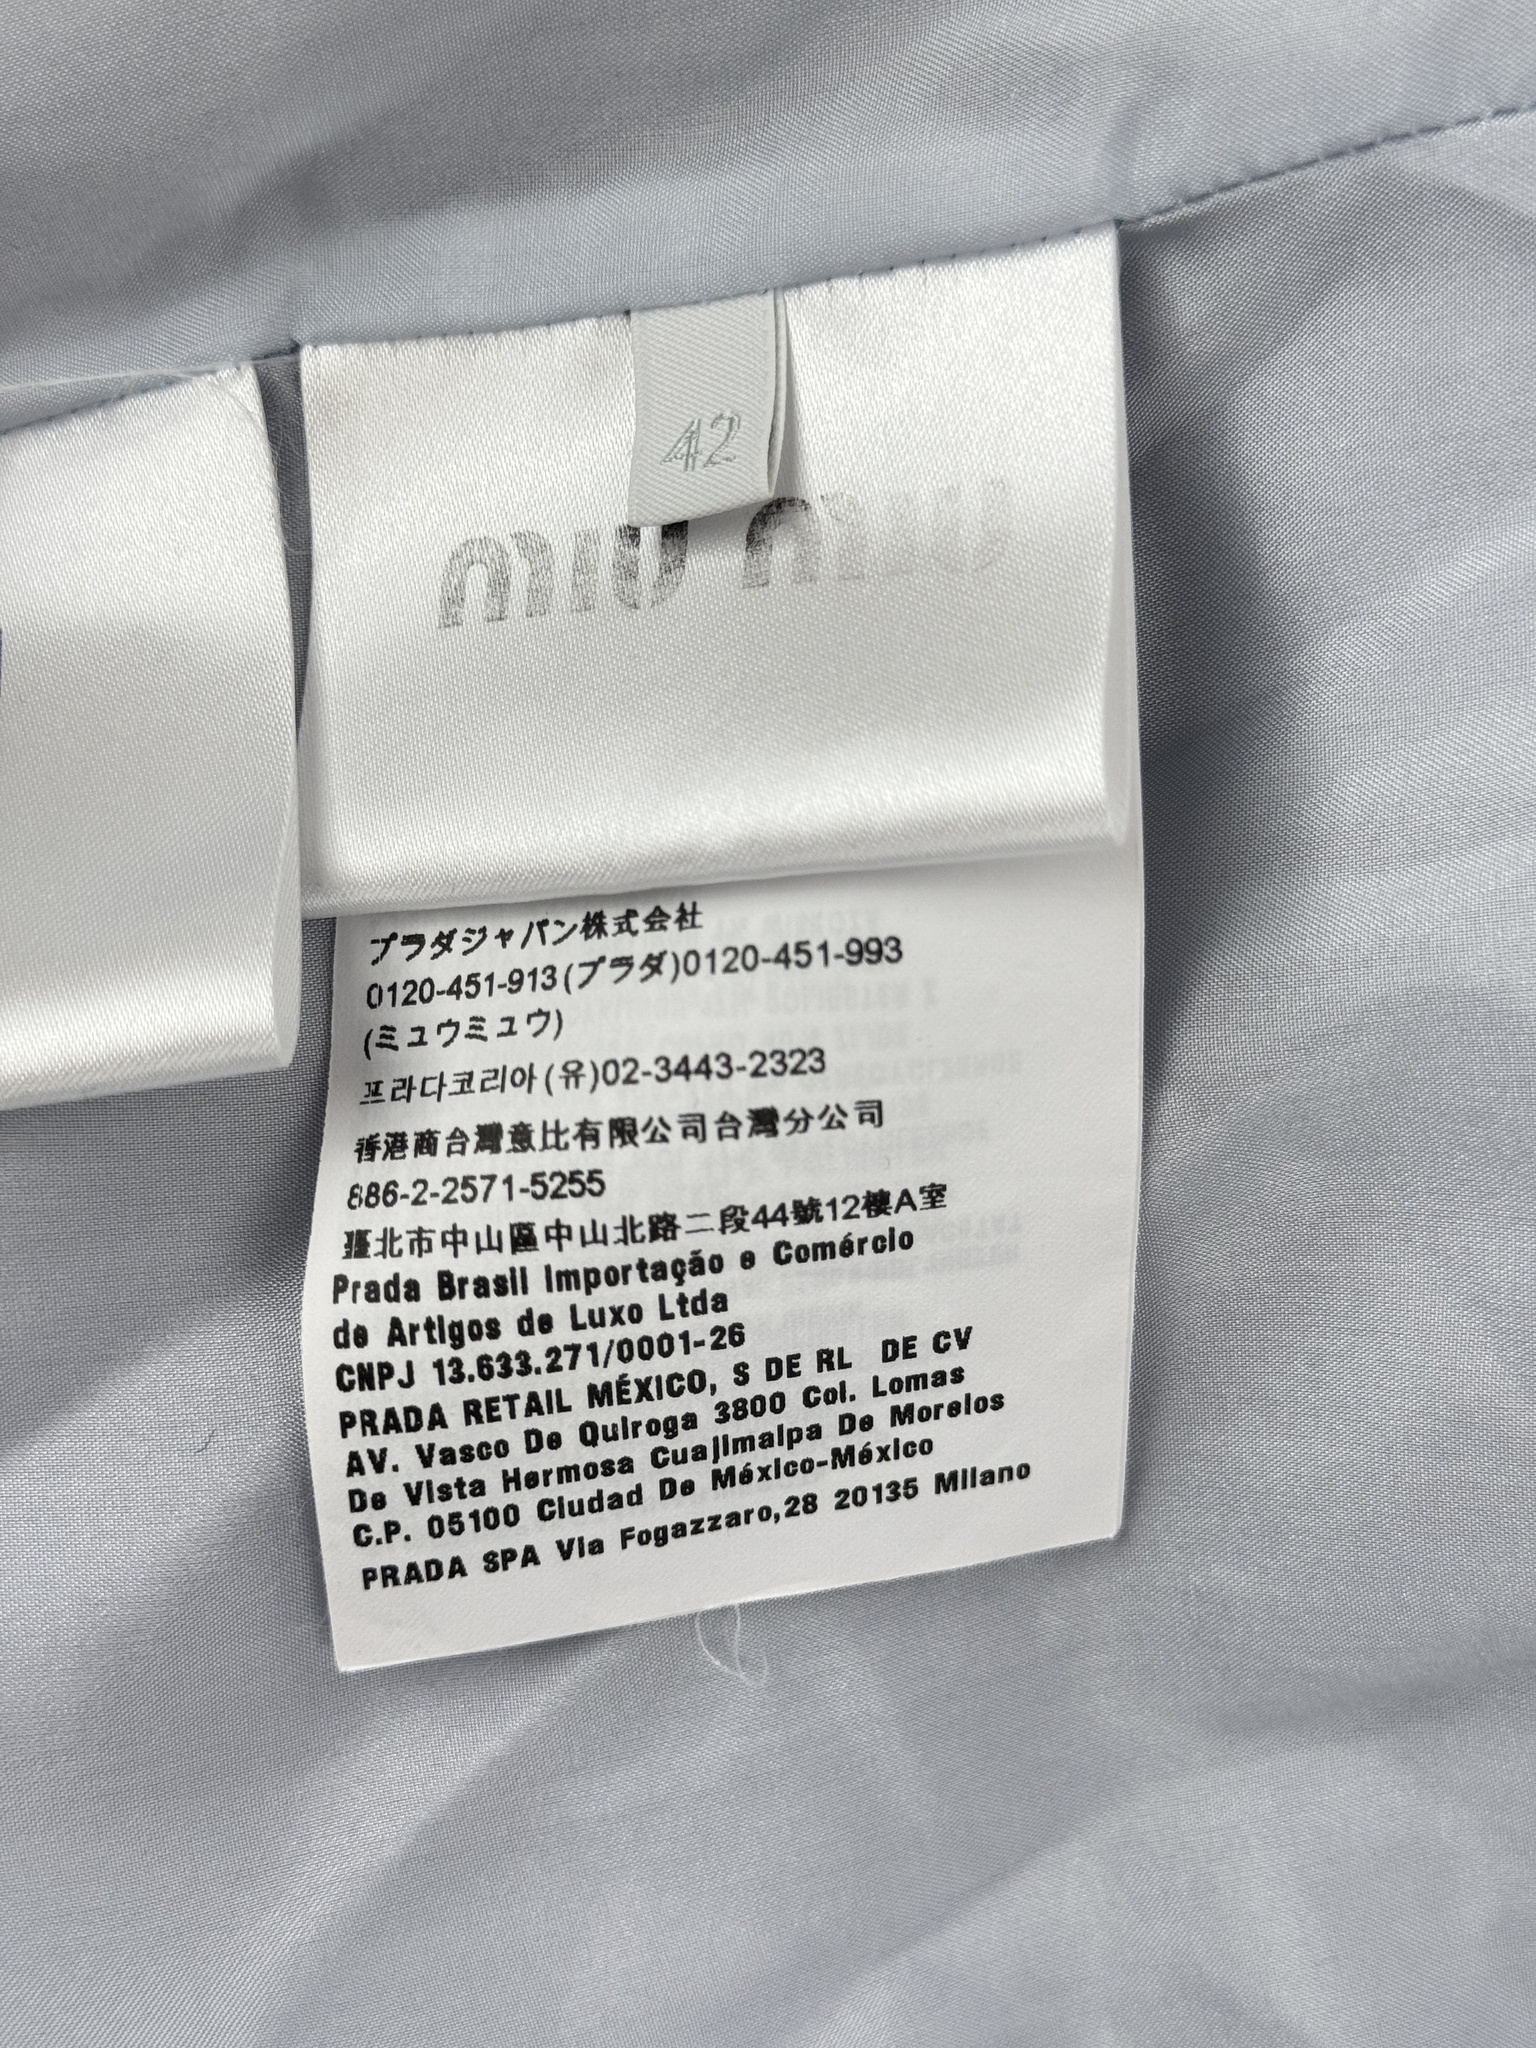 42
miu miu
プラダジャパン株式会社
0120-451-913(プラダ)0120-451-993
(ミュウミュウ)
프라다코리아(유)02-3443-2323
香港商台灣意比有限公司台灣分公司
886-2-2571-5255
臺北市中山區中山北路二段44號12樓A室
Prada Brasil Importação e Comércio
de Artigos de Luxo Ltda
CNPJ 13.633.271/0001-26
PRADA RETAIL MÉXICO, S DE RL DE CV
AV. Vasco De Quiroga 3800 Col. Lomas
De Vista Hermosa Cuajimalpa De Morelos
C.P. 05100 Ciudad De México-México
PRADA SPA Via Fogazzaro,28 20135 Milano